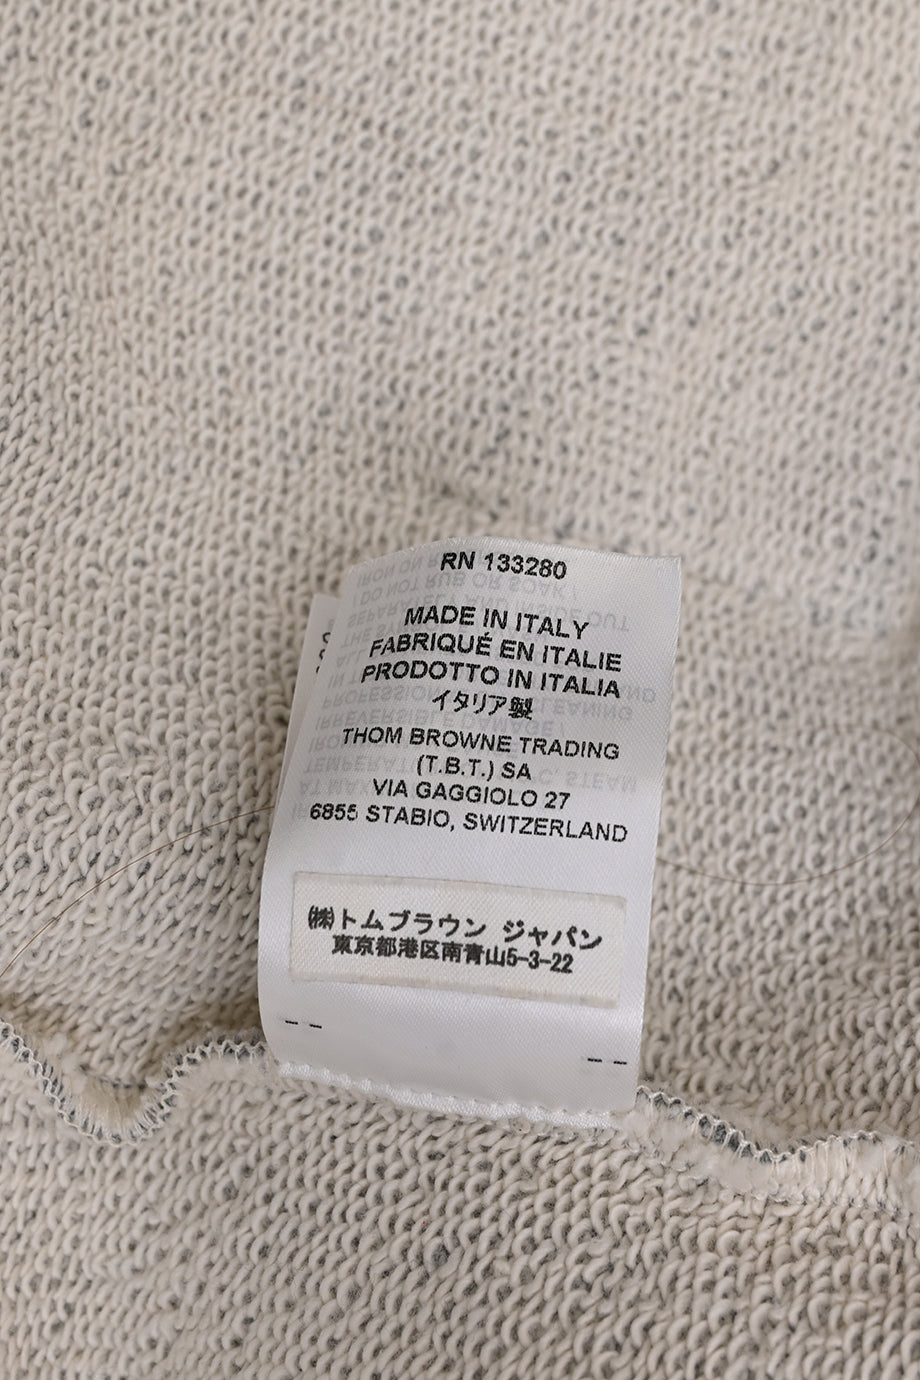 RN 133280
MADE IN ITALY
FABRIQUÉ EN ITALIE
PRODOTTO IN ITALIA
イタリア製
THOM BROWNE TRADING
(T.B.T.) SA
VIA GAGGIOLO 27
6855 STABIO, SWITZERLAND
㈱トムブラウン ジャパン
東京都港区南青山5-3-22